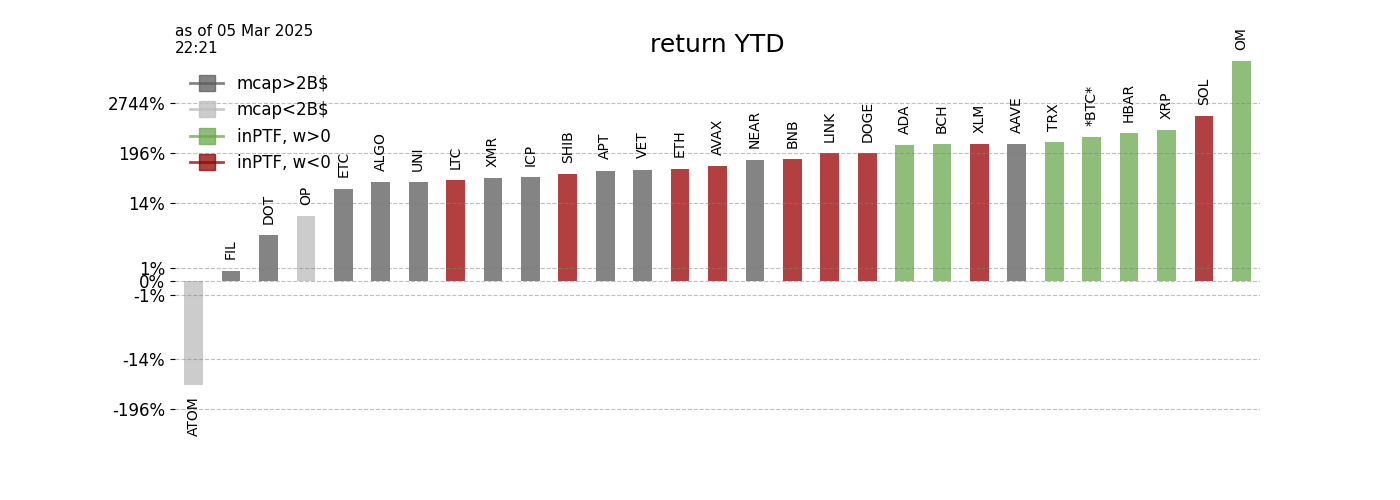 as of 05 Mar 2025
22:21
return YTD
mcap>2B$
mcap<2B$
inPTF, w>0
inPTF, w<0
2744%
196%
14%
1%
0%
-1%
-14%
-196%
ATOM
FIL
DOT
OP
ETC
ALGO
UNI
LTC
XMR
ICP
SHIB
APT
VET
ETH
AVAX
NEAR
BNB
LINK
DOGE
ADA
BCH
XLM
AAVE
TRX
*BTC*
HBAR
XRP
SOL
OM